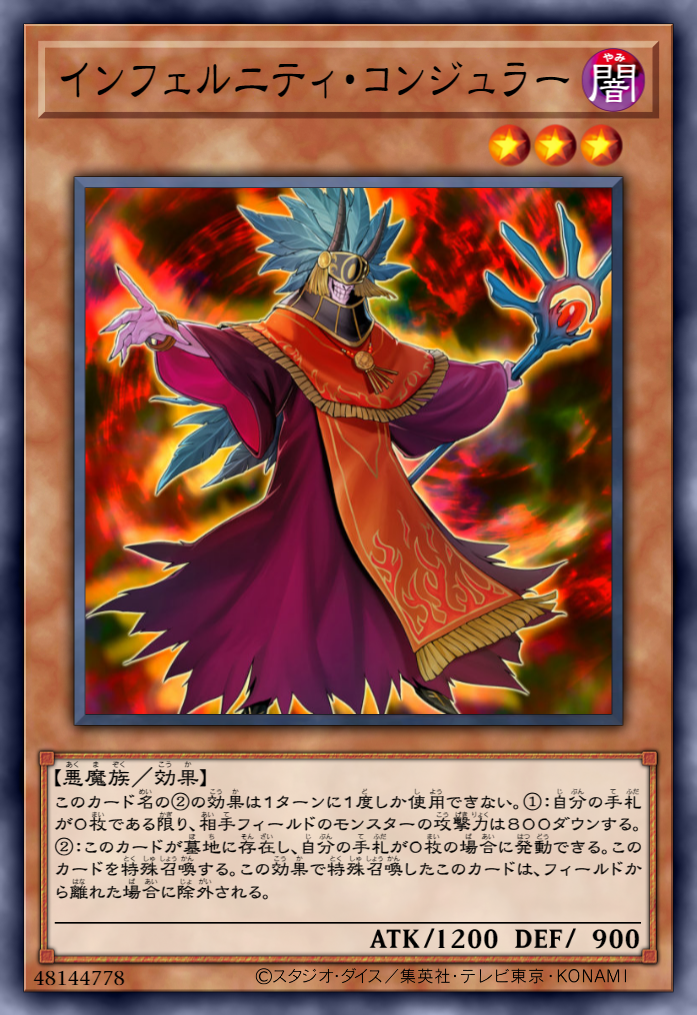 インフェルニティ・コンジュラー
やみ
闇
【悪魔族／効果】
このカード名の②の効果は1ターンに1度しか使用できない。①：自分の手札
が０枚である限り、相手フィールドのモンスターの攻撃力は８００ダウンする。
②：このカードが墓地に存在し、自分の手札が０枚の場合に発動できる。この
カードを特殊召喚する。この効果で特殊召喚したこのカードは、フィールドか
ら離れた場合に除外される。
ATK/1200 DEF/ 900
48144778
©スタジオ・ダイス／集英社・テレビ東京・KONAMI